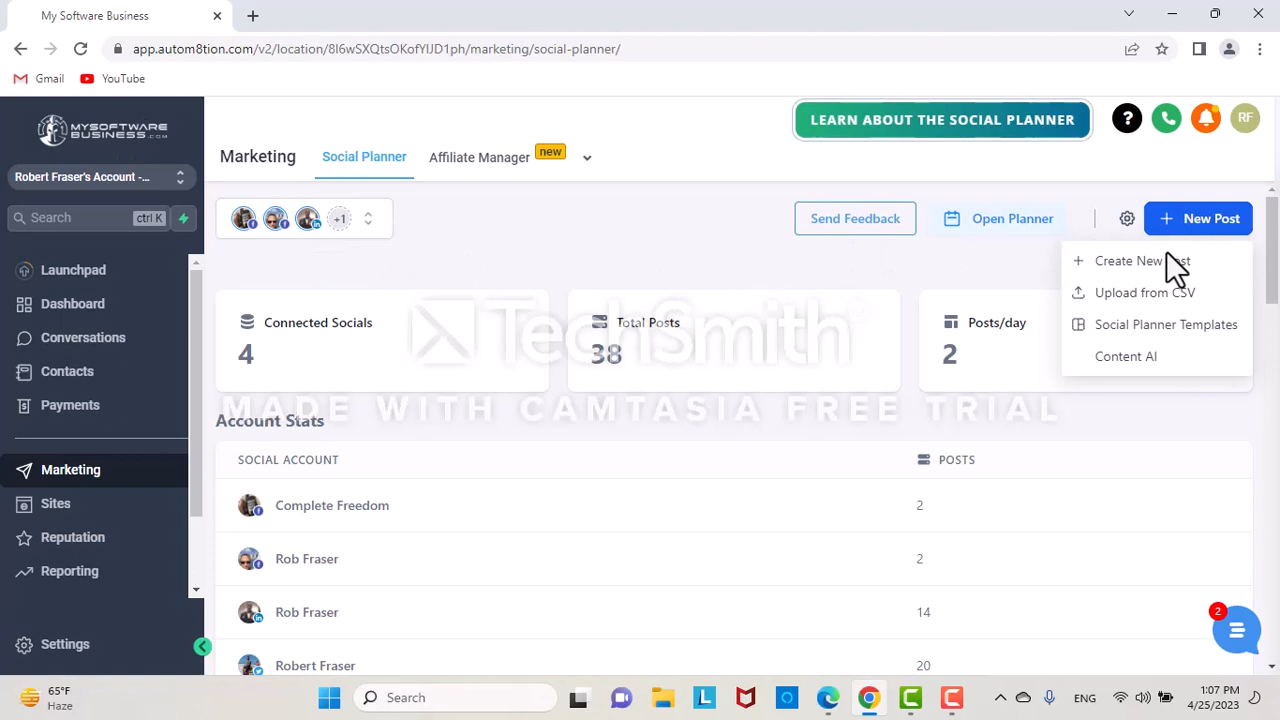 My Software Business
app.autom8tion.com/v2/location/8I6wSXQtsOKofYIJD1ph/marketing/social-planner/
Gmail
YouTube
MYSOFTWARE
BUSINESS.COM
LEARN ABOUT THE SOCIAL PLANNER
?
RF
Marketing
Social Planner
Affiliate Manager
new
Robert Fraser's Account -...
Search
ctrl K
+1
Send Feedback
Open Planner
+ New Post
Create New
Upload from CSV
Social Planner Templates
Content AI
Launchpad
Dashboard
Conversations
Contacts
Payments
Marketing
Sites
Reputation
Reporting
Settings
Connected Socials
4
Total Posts
38
Posts/day
2
TechSmith
MADE WITH CAMTASIA FREE TRIAL
Account Stats
SOCIAL ACCOUNT
POSTS
Complete Freedom
2
Rob Fraser
2
Rob Fraser
14
Robert Fraser
20
2
65°F
Haze
Search
ENG
1:07 PM
4/25/2023